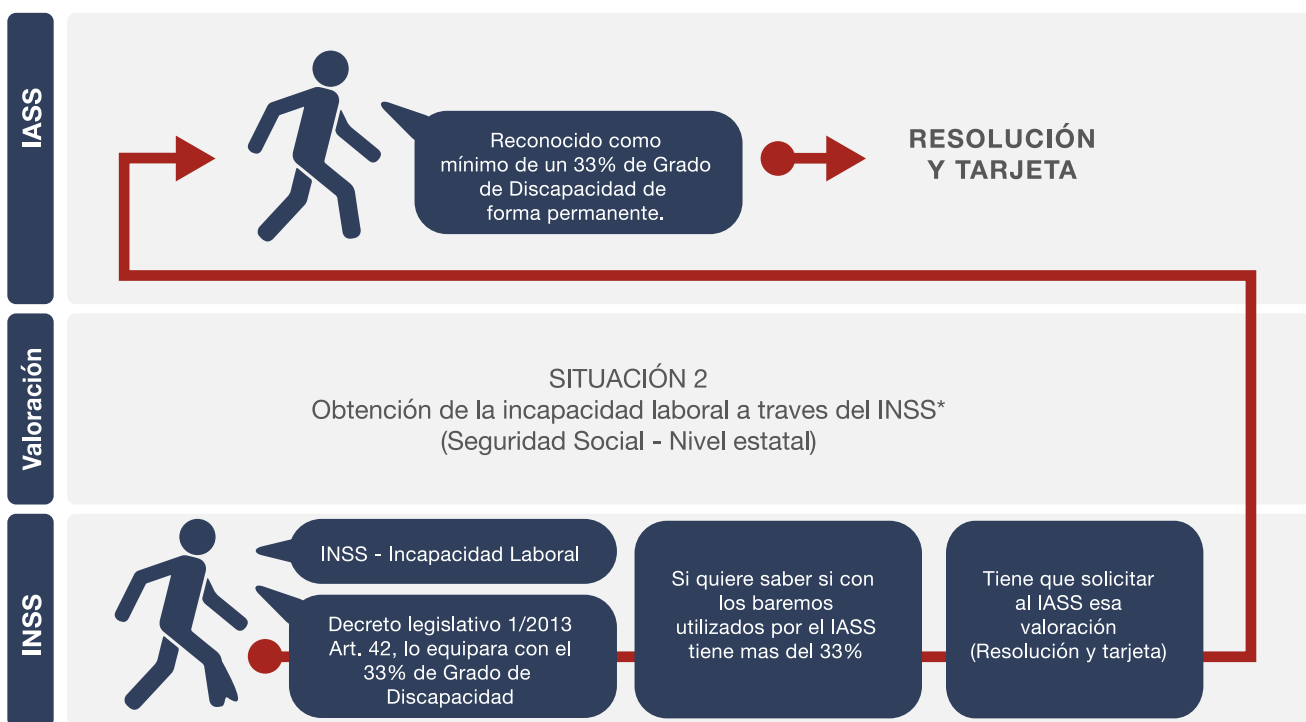 IASS
Reconocido como
mínimo de un 33% de Grado
de Discapacidad de
forma permanente.
RESOLUCIÓN
Y TARJETA
Valoración
SITUACIÓN 2
Obtención de la incapacidad laboral a traves del INSS*
(Seguridad Social - Nivel estatal)
INSS
INSS - Incapacidad Laboral
Decreto legislativo 1/2013
Art. 42, lo equipara con el
33% de Grado de
Discapacidad
Si quiere saber si con
los baremos
utilizados por el IASS
tiene mas del 33%
Tiene que solicitar
al IASS esa
valoración
(Resolución y tarjeta)